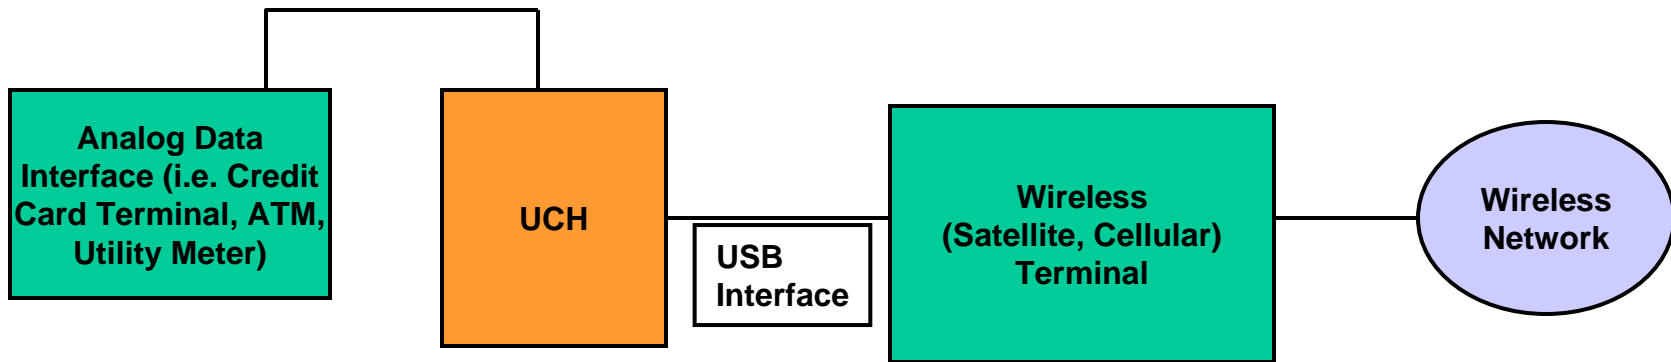 Analog Data
Interface (i.e. Credit
Card Terminal, ATM,
Utility Meter)
UCH
USB
Interface
Wireless
(Satellite, Cellular)
Terminal
Wireless
Network